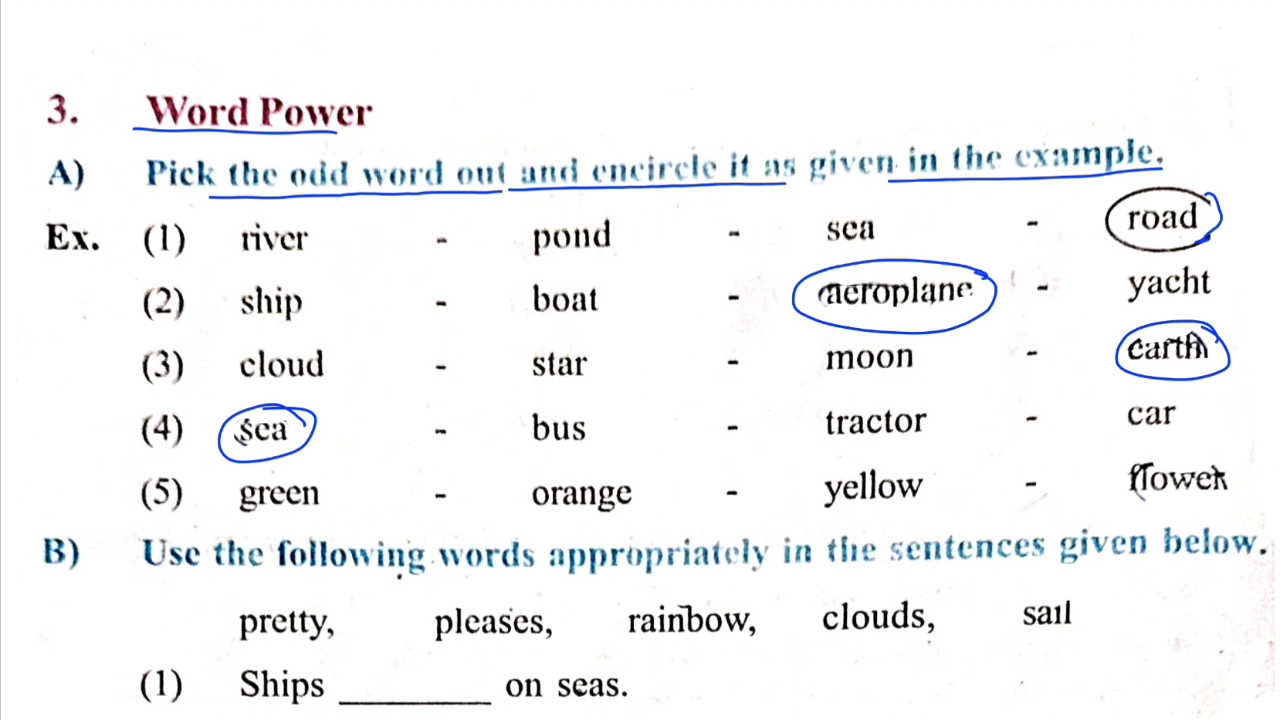 3. Word Power
A) Pick the odd word out and encircle it as given in the example.
Ex. (1) river - pond - sea - road
(2) ship - boat - aeroplane - yacht
(3) cloud - star - moon - earth
(4) sea - bus - tractor - car
(5) green - orange - yellow - flower
B) Use the following words appropriately in the sentences given below.
pretty, pleases, rainbow, clouds, sail
(1) Ships ________ on seas.